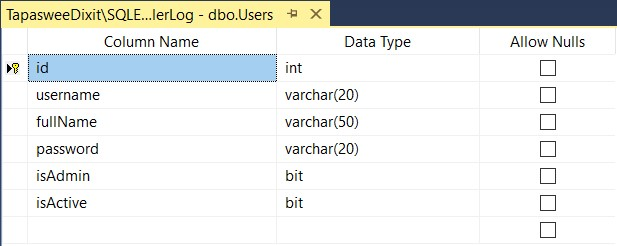 TapasweeDixit\SQLE...lerLog - dbo.Users
Column Name Data Type Allow Nulls
id int
username varchar(20)
fullName varchar(50)
password varchar(20)
isAdmin bit
isActive bit